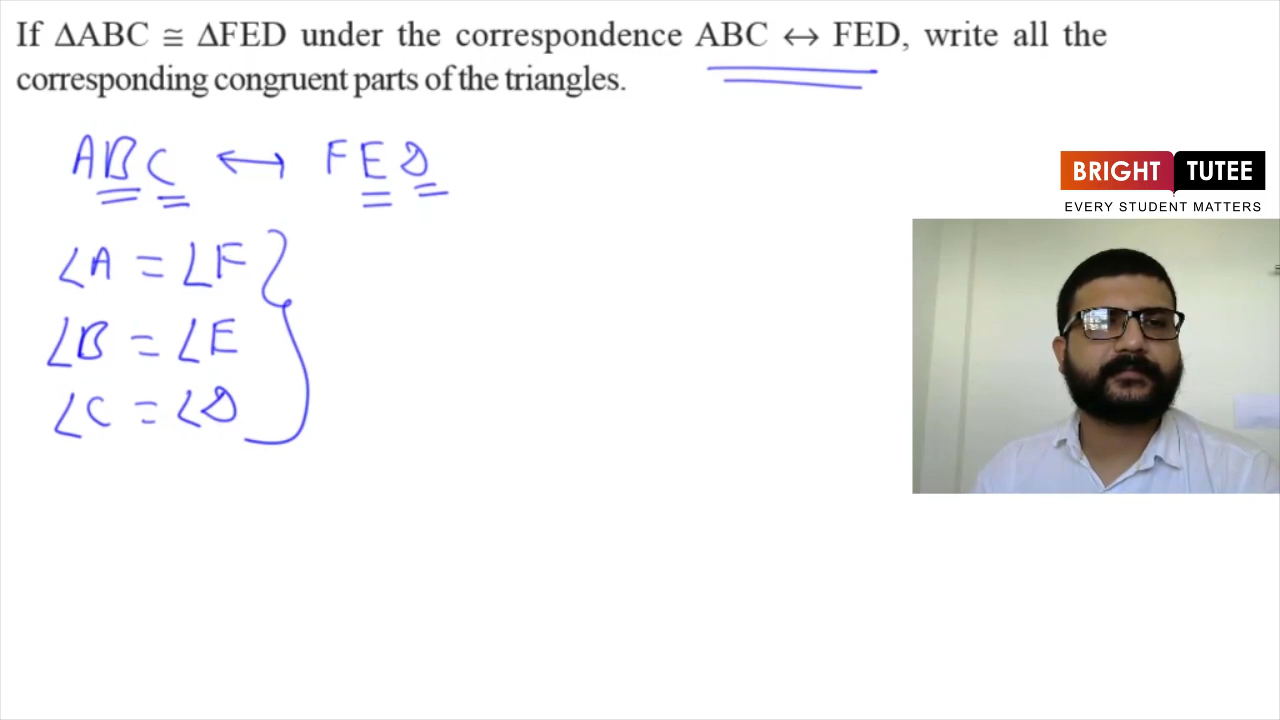 If ΔABC ≅ ΔFED under the correspondence ABC ↔ FED, write all the
corresponding congruent parts of the triangles.
ABC ↔ FED
BRIGHT TUTEE
EVERY STUDENT MATTERS
∠A = ∠F
∠B = ∠E
∠C = ∠D